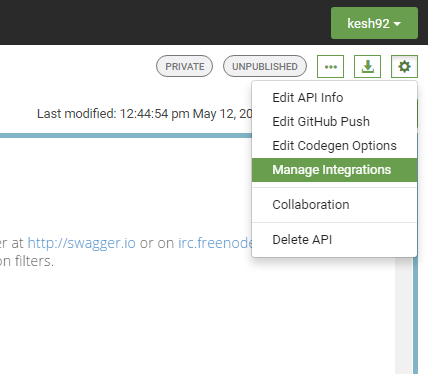 kesh92
PRIVATE UNPUBLISHED
Last modified: 12:44:54 pm May 12, 20
Edit API Info
Edit GitHub Push
Edit Codegen Options
Manage Integrations
Collaboration
Delete API
er at http://swagger.io or on irc.freenod
on filters.